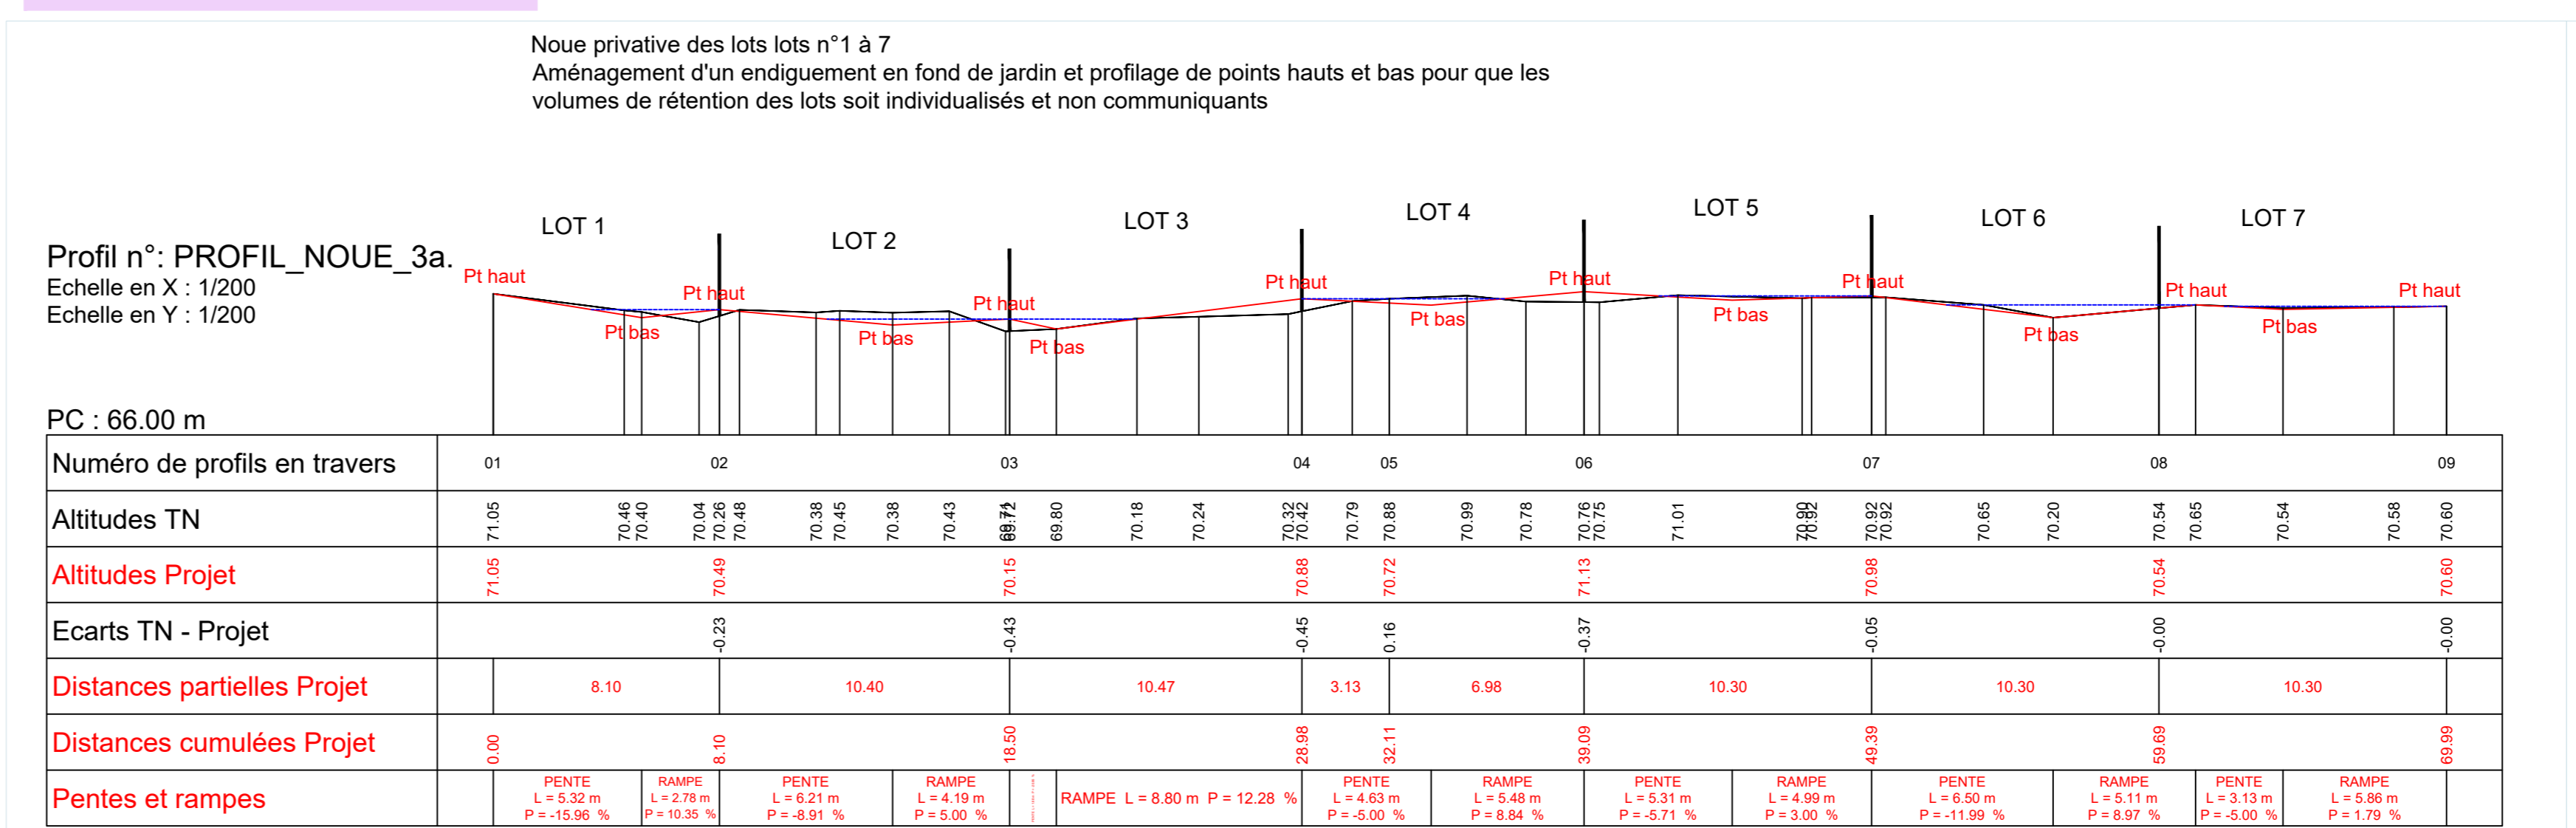 Noue privative des lots lots n°1 à 7
Aménagement d'un endiguement en fond de jardin et profilage de points hauts et bas pour que les
volumes de rétention des lots soit individualisés et non communiquants
LOT 1
LOT 2
LOT 3
LOT 4
LOT 5
LOT 6
LOT 7
Profil n°: PROFIL_NOUE_3a.
Echelle en X : 1/200
Echelle en Y : 1/200
Pt haut
Pt bas
Pt haut
Pt bas
Pt haut
Pt bas
Pt haut
Pt bas
Pt haut
Pt bas
Pt haut
Pt bas
Pt haut
Pt bas
Pt haut
PC : 66.00 m
Numéro de profils en travers 01 02 03 04 05 06 07 08 09
Altitudes TN 71.05 70.46 70.40 70.04 70.26 70.48 70.38 70.45 70.38 70.43 69.72 69.80 70.18 70.24 70.32 70.42 70.79 70.88 70.99 70.78 70.76 70.75 71.01 70.90 70.92 70.92 70.92 70.65 70.20 70.54 70.65 70.54 70.58 70.60
Altitudes Projet 71.05 70.49 70.15 70.88 70.72 71.13 70.98 70.54 70.60
Ecarts TN - Projet -0.23 -0.43 -0.45 0.16 -0.37 -0.05 -0.00 -0.00
Distances partielles Projet 8.10 10.40 10.47 3.13 6.98 10.30 10.30 10.30
Distances cumulées Projet 0.00 8.10 18.50 28.98 32.11 39.09 49.39 59.69 69.99
Pentes et rampes
PENTE
L = 5.32 m
P = -15.96 %
RAMPE
L = 2.78 m
P = 10.35 %
PENTE
L = 6.21 m
P = -8.91 %
RAMPE
L = 4.19 m
P = 5.00 %
RAMPE L = 8.80 m P = 12.28 %
PENTE
L = 4.63 m
P = -5.00 %
RAMPE
L = 5.48 m
P = 8.84 %
PENTE
L = 5.31 m
P = -5.71 %
RAMPE
L = 4.99 m
P = 3.00 %
PENTE
L = 6.50 m
P = -11.99 %
RAMPE
L = 5.11 m
P = 8.97 %
PENTE
L = 3.13 m
P = -5.00 %
RAMPE
L = 5.86 m
P = 1.79 %